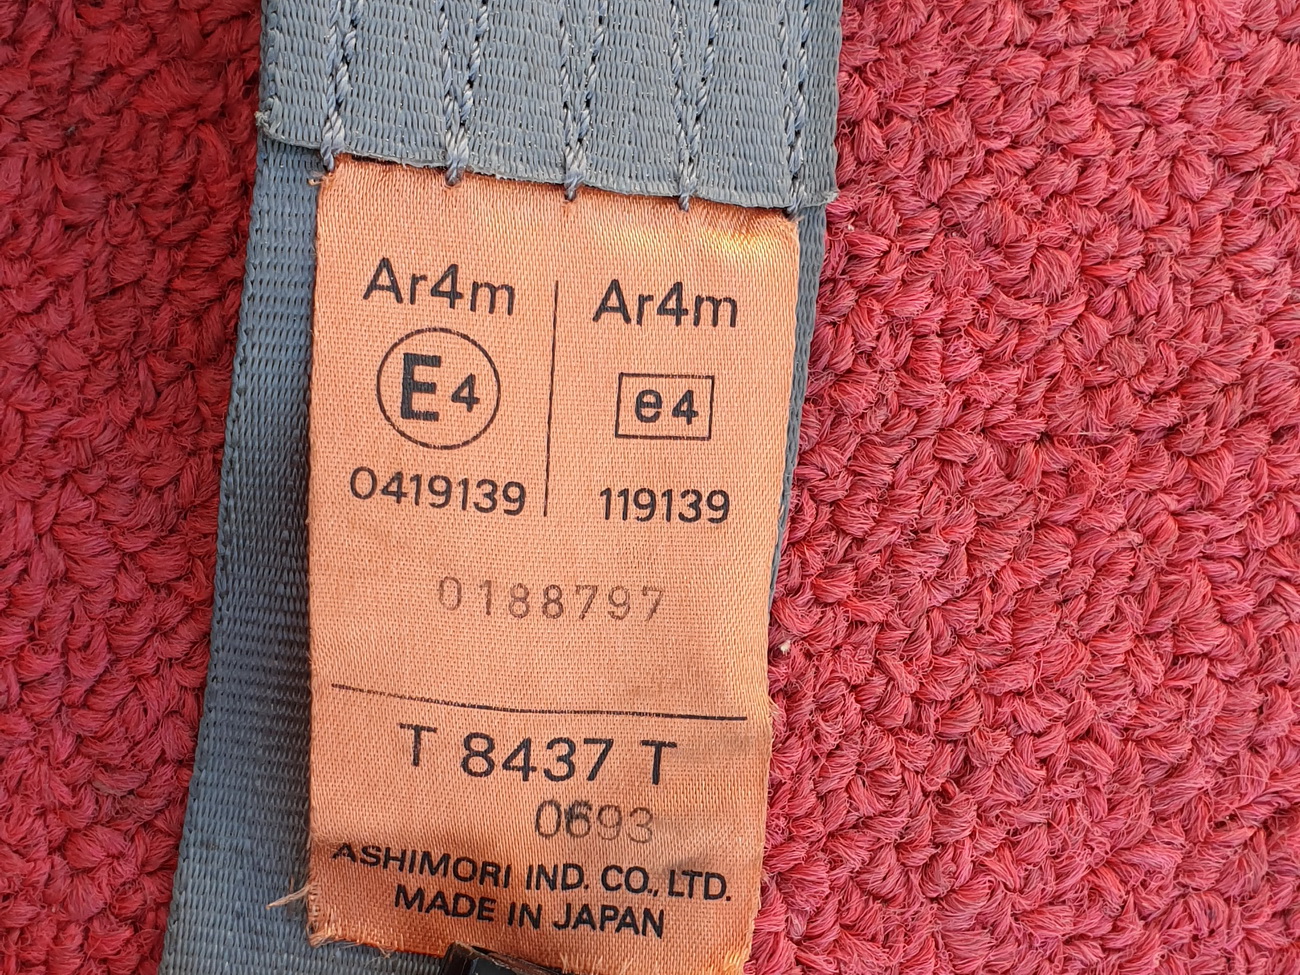 Ar4m Ar4m
E4 e4
0419139 119139
0188797
T 8437 T
0693
ASHIMORI IND. CO., LTD.
MADE IN JAPAN